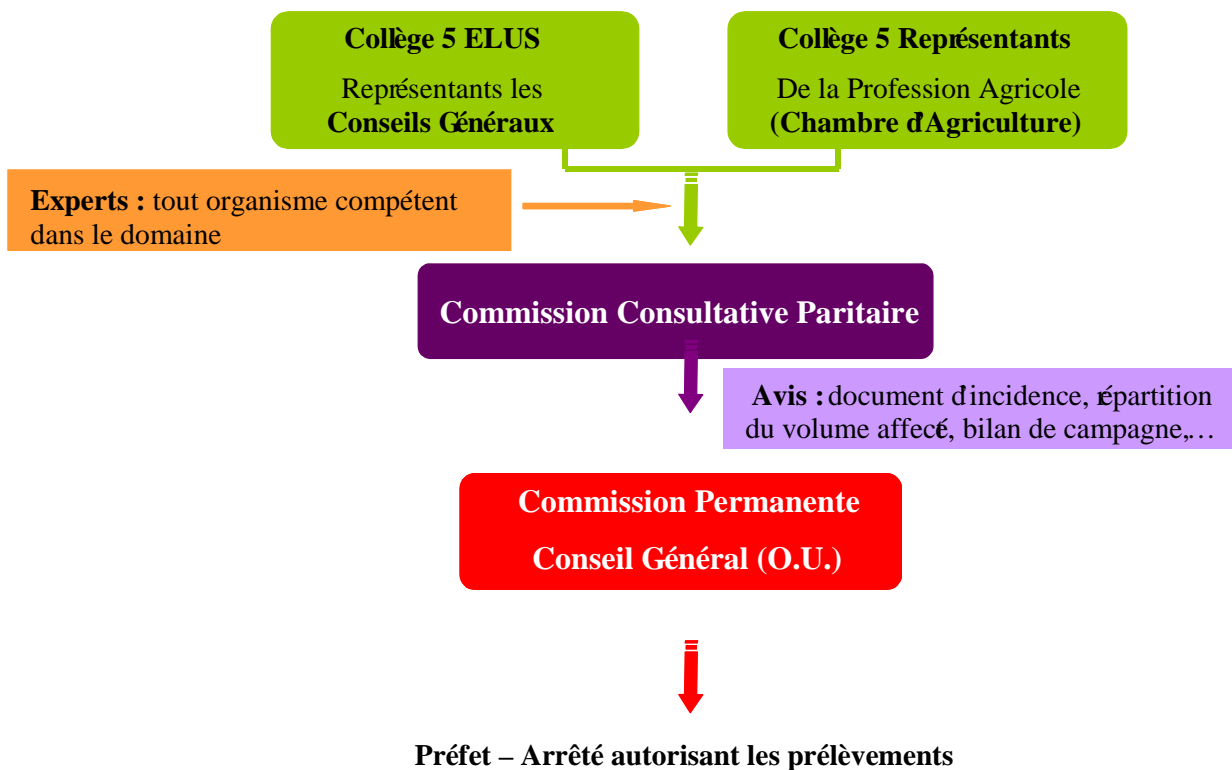 Collège 5 ELUS
Représentants les
Conseils Généraux
Collège 5 Représentants
De la Profession Agricole
(Chambre d'Agriculture)
Experts : tout organisme compétent
dans le domaine
Commission Consultative Paritaire
Avis : document d'incidence, répartition
du volume affecté, bilan de campagne,…
Commission Permanente
Conseil Général (O.U.)
Préfet – Arrêté autorisant les prélèvements